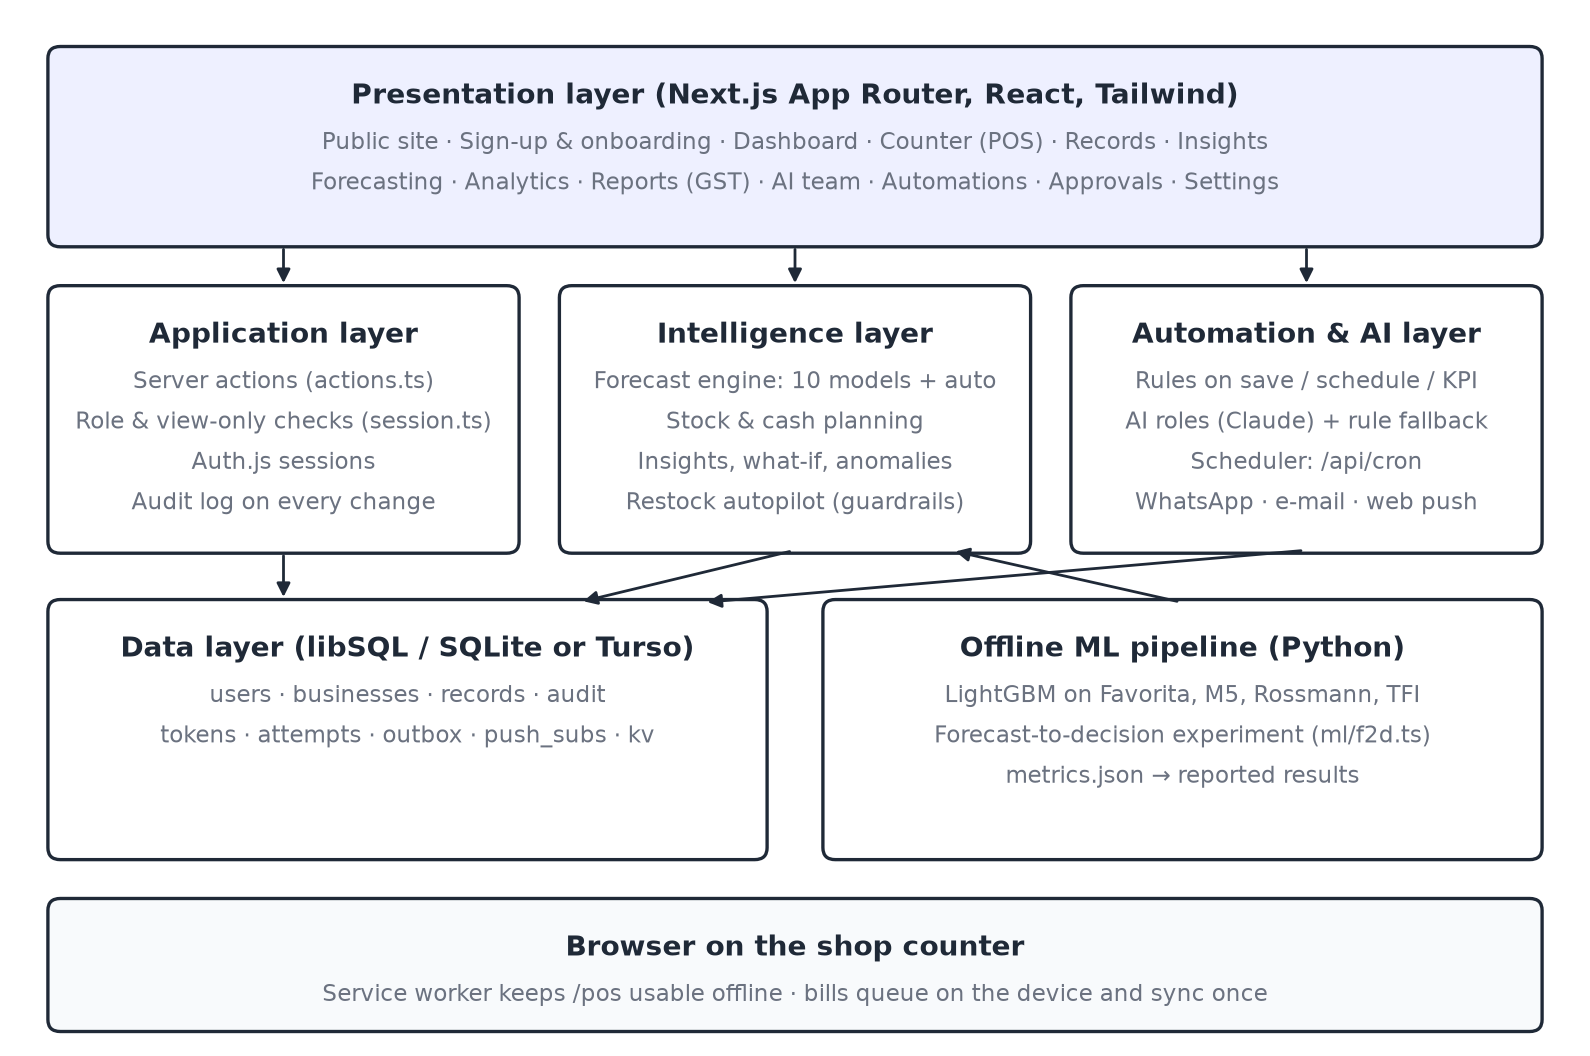 Presentation layer (Next.js App Router, React, Tailwind)
Public site · Sign-up & onboarding · Dashboard · Counter (POS) · Records · Insights
Forecasting · Analytics · Reports (GST) · AI team · Automations · Approvals · Settings
Application layer
Server actions (actions.ts)
Role & view-only checks (session.ts)
Auth.js sessions
Audit log on every change
Intelligence layer
Forecast engine: 10 models + auto
Stock & cash planning
Insights, what-if, anomalies
Restock autopilot (guardrails)
Automation & AI layer
Rules on save / schedule / KPI
AI roles (Claude) + rule fallback
Scheduler: /api/cron
WhatsApp · e-mail · web push
Data layer (libSQL / SQLite or Turso)
users · businesses · records · audit
tokens · attempts · outbox · push_subs · kv
Offline ML pipeline (Python)
LightGBM on Favorita, M5, Rossmann, TFI
Forecast-to-decision experiment (ml/f2d.ts)
metrics.json → reported results
Browser on the shop counter
Service worker keeps /pos usable offline · bills queue on the device and sync once